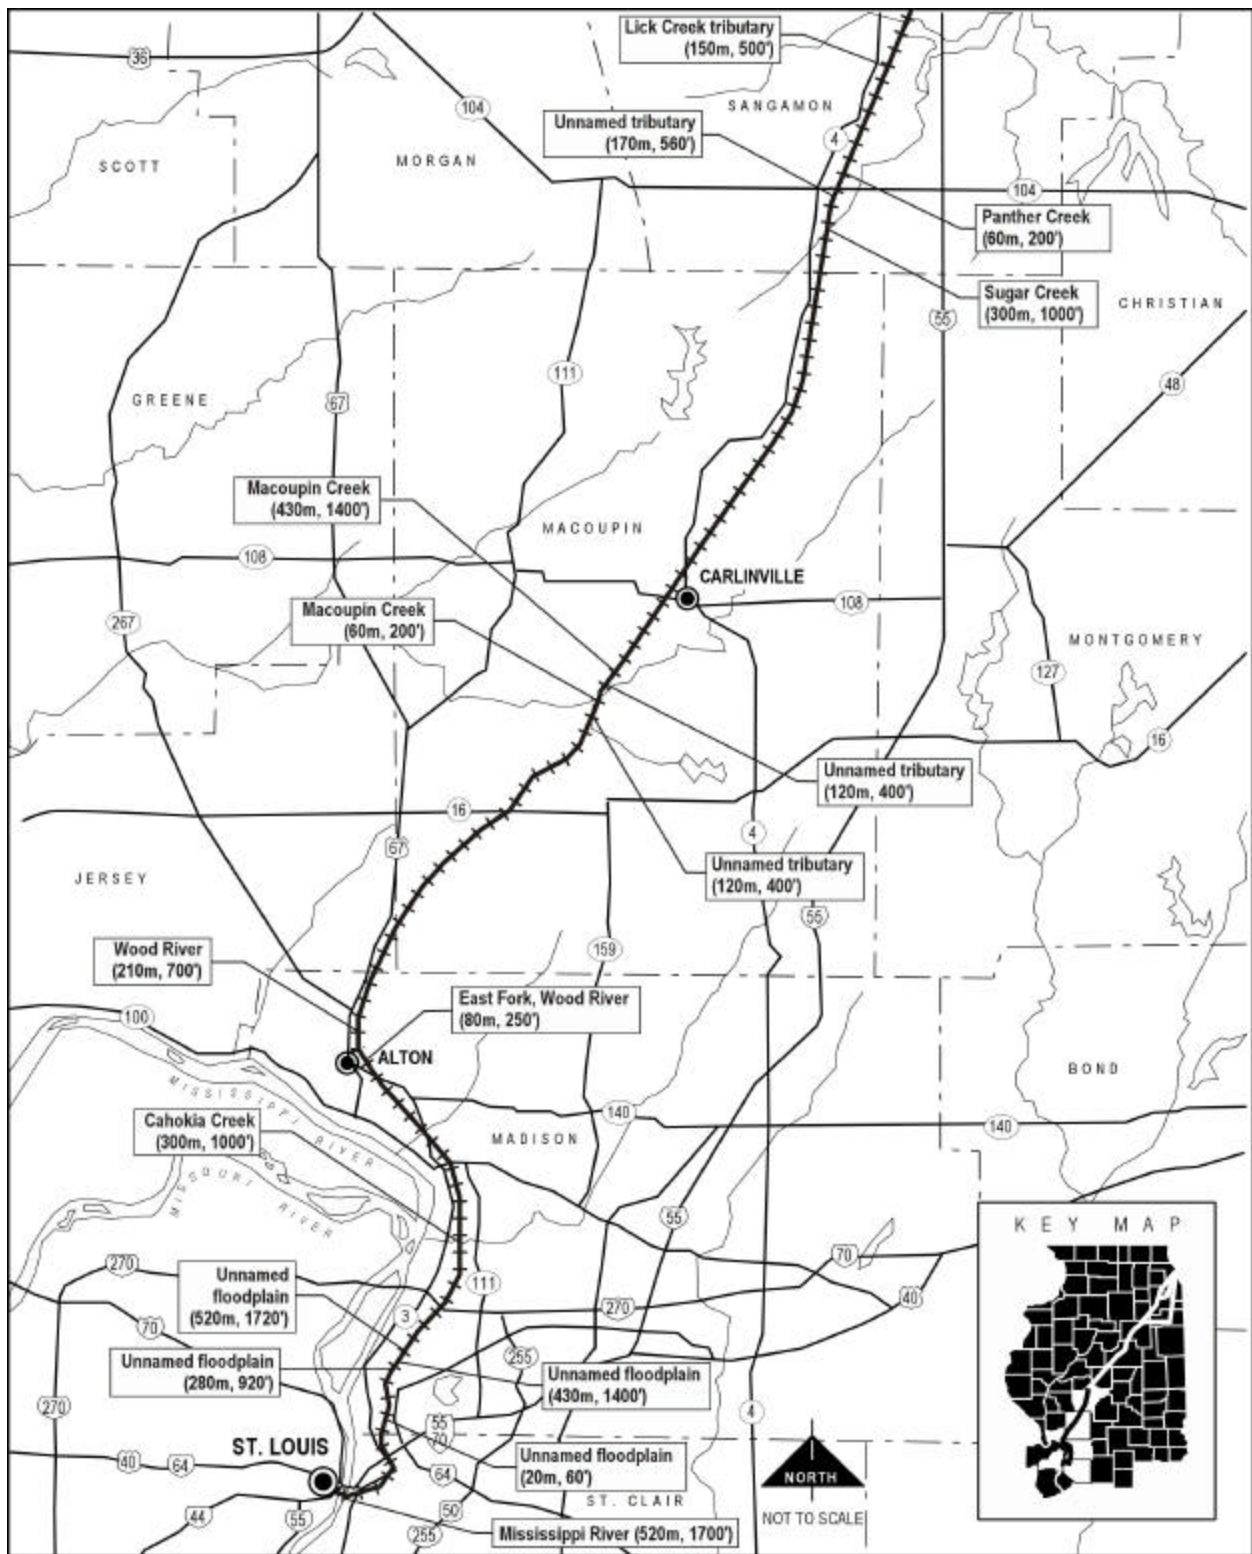 Lick Creek tributary
(150m, 500')
36
104
SANGAMON
Unnamed tributary
(170m, 560')
4
SCOTT
MORGAN
104
Panther Creek
(60m, 200')
Sugar Creek
(300m, 1000')
CHRISTIAN
55
111
48
GREENE
67
Macoupin Creek
(430m, 1400')
MACOUPIN
108
CARLINVILLE
108
Macoupin Creek
(60m, 200')
267
MONTGOMERY
127
16
Unnamed tributary
(120m, 400')
16
4
67
Unnamed tributary
(120m, 400')
JERSEY
55
159
Wood River
(210m, 700')
East Fork, Wood River
(80m, 250')
100
ALTON
BOND
MISSISSIPPI RIVER
140
140
Cahokia Creek
(300m, 1000')
MADISON
MISSOURI RIVER
55
KEY MAP
70
270
Unnamed
floodplain
(520m, 1720')
111
40
270
3
70
255
Unnamed floodplain
(280m, 920')
Unnamed floodplain
(430m, 1400')
270
4
55
70
ST. LOUIS
40
64
64
Unnamed floodplain
(20m, 60')
NORTH
ST. CLAIR
NOT TO SCALE
44
55
50
255
Mississippi River (520m, 1700')